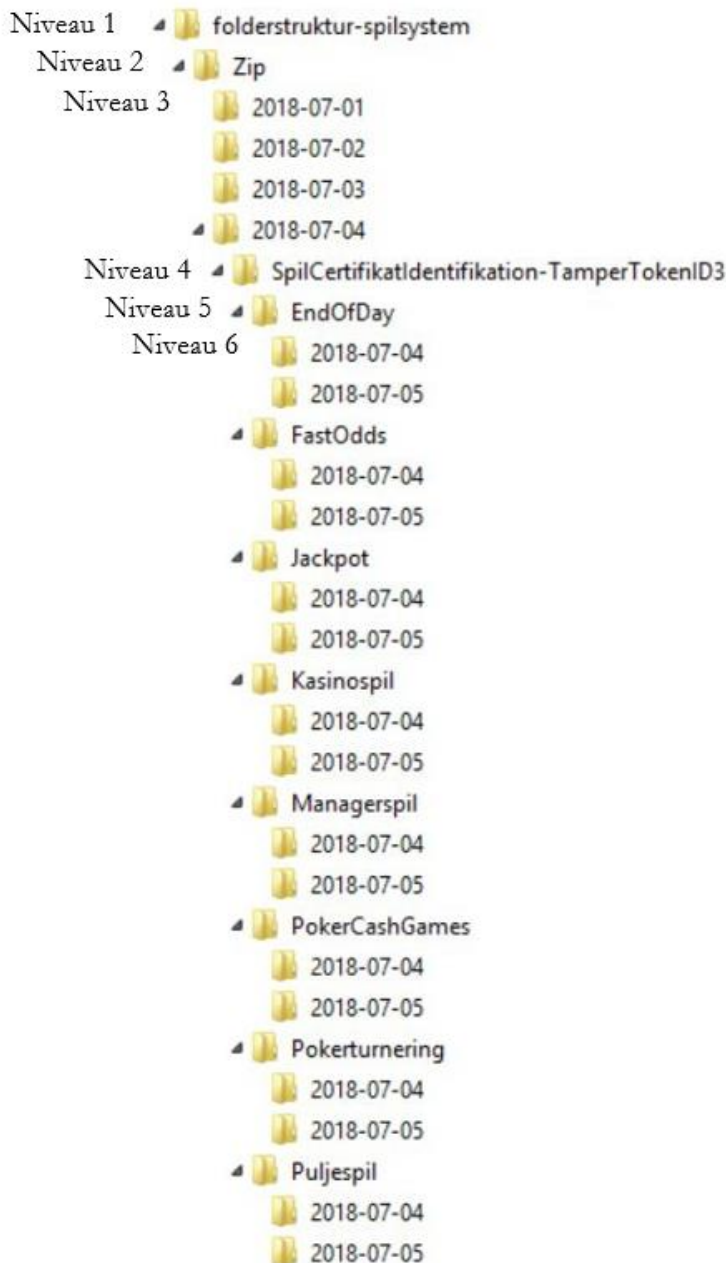 Niveau 1 folderstruktur-spilsystem
Niveau 2 Zip
Niveau 3 2018-07-01
2018-07-02
2018-07-03
2018-07-04
Niveau 4 SpilCertifikatIdentifikation-TamperTokenID3
Niveau 5 EndOfDay
Niveau 6 2018-07-04
2018-07-05
FastOdds
2018-07-04
2018-07-05
Jackpot
2018-07-04
2018-07-05
Kasinospil
2018-07-04
2018-07-05
Managerspil
2018-07-04
2018-07-05
PokerCashGames
2018-07-04
2018-07-05
Pokerturnering
2018-07-04
2018-07-05
Puljespil
2018-07-04
2018-07-05